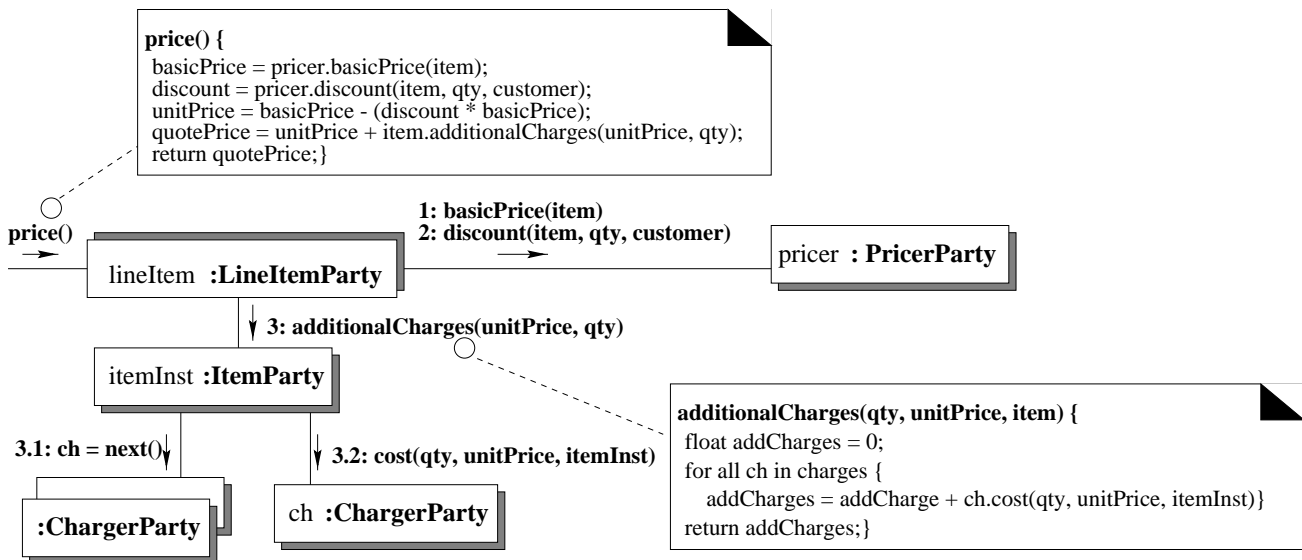 price() {
basicPrice = pricer.basicPrice(item);
discount = pricer.discount(item, qty, customer);
unitPrice = basicPrice - (discount * basicPrice);
quotePrice = unitPrice + item.additionalCharges(unitPrice, qty);
return quotePrice;}
price()
1: basicPrice(item)
2: discount(item, qty, customer)
lineItem :LineItemParty
pricer : PricerParty
3: additionalCharges(unitPrice, qty)
itemInst :ItemParty
additionalCharges(qty, unitPrice, item) {
float addCharges = 0;
for all ch in charges {
addCharges = addCharge + ch.cost(qty, unitPrice, itemInst)}
return addCharges;}
3.1: ch = next()
3.2: cost(qty, unitPrice, itemInst)
:ChargerParty
ch :ChargerParty